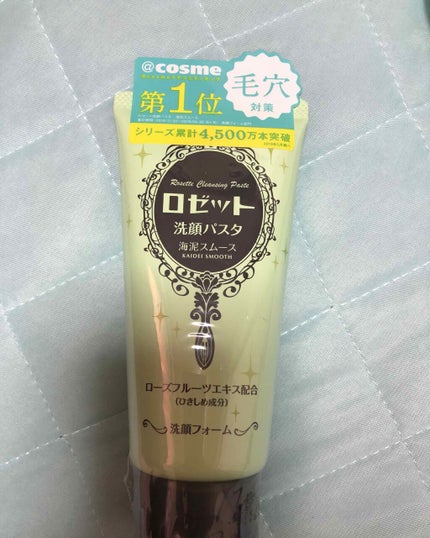 @cosme
第1位
毛穴
対策
シリーズ累計4,500万本突破
Rosette Cleansing Paste
ロゼット
洗顔パスタ
海泥スムース
KAIDEI SMOOTH
ローズフルーツエキス配合
(ひきしめ成分)
洗顔フォーム